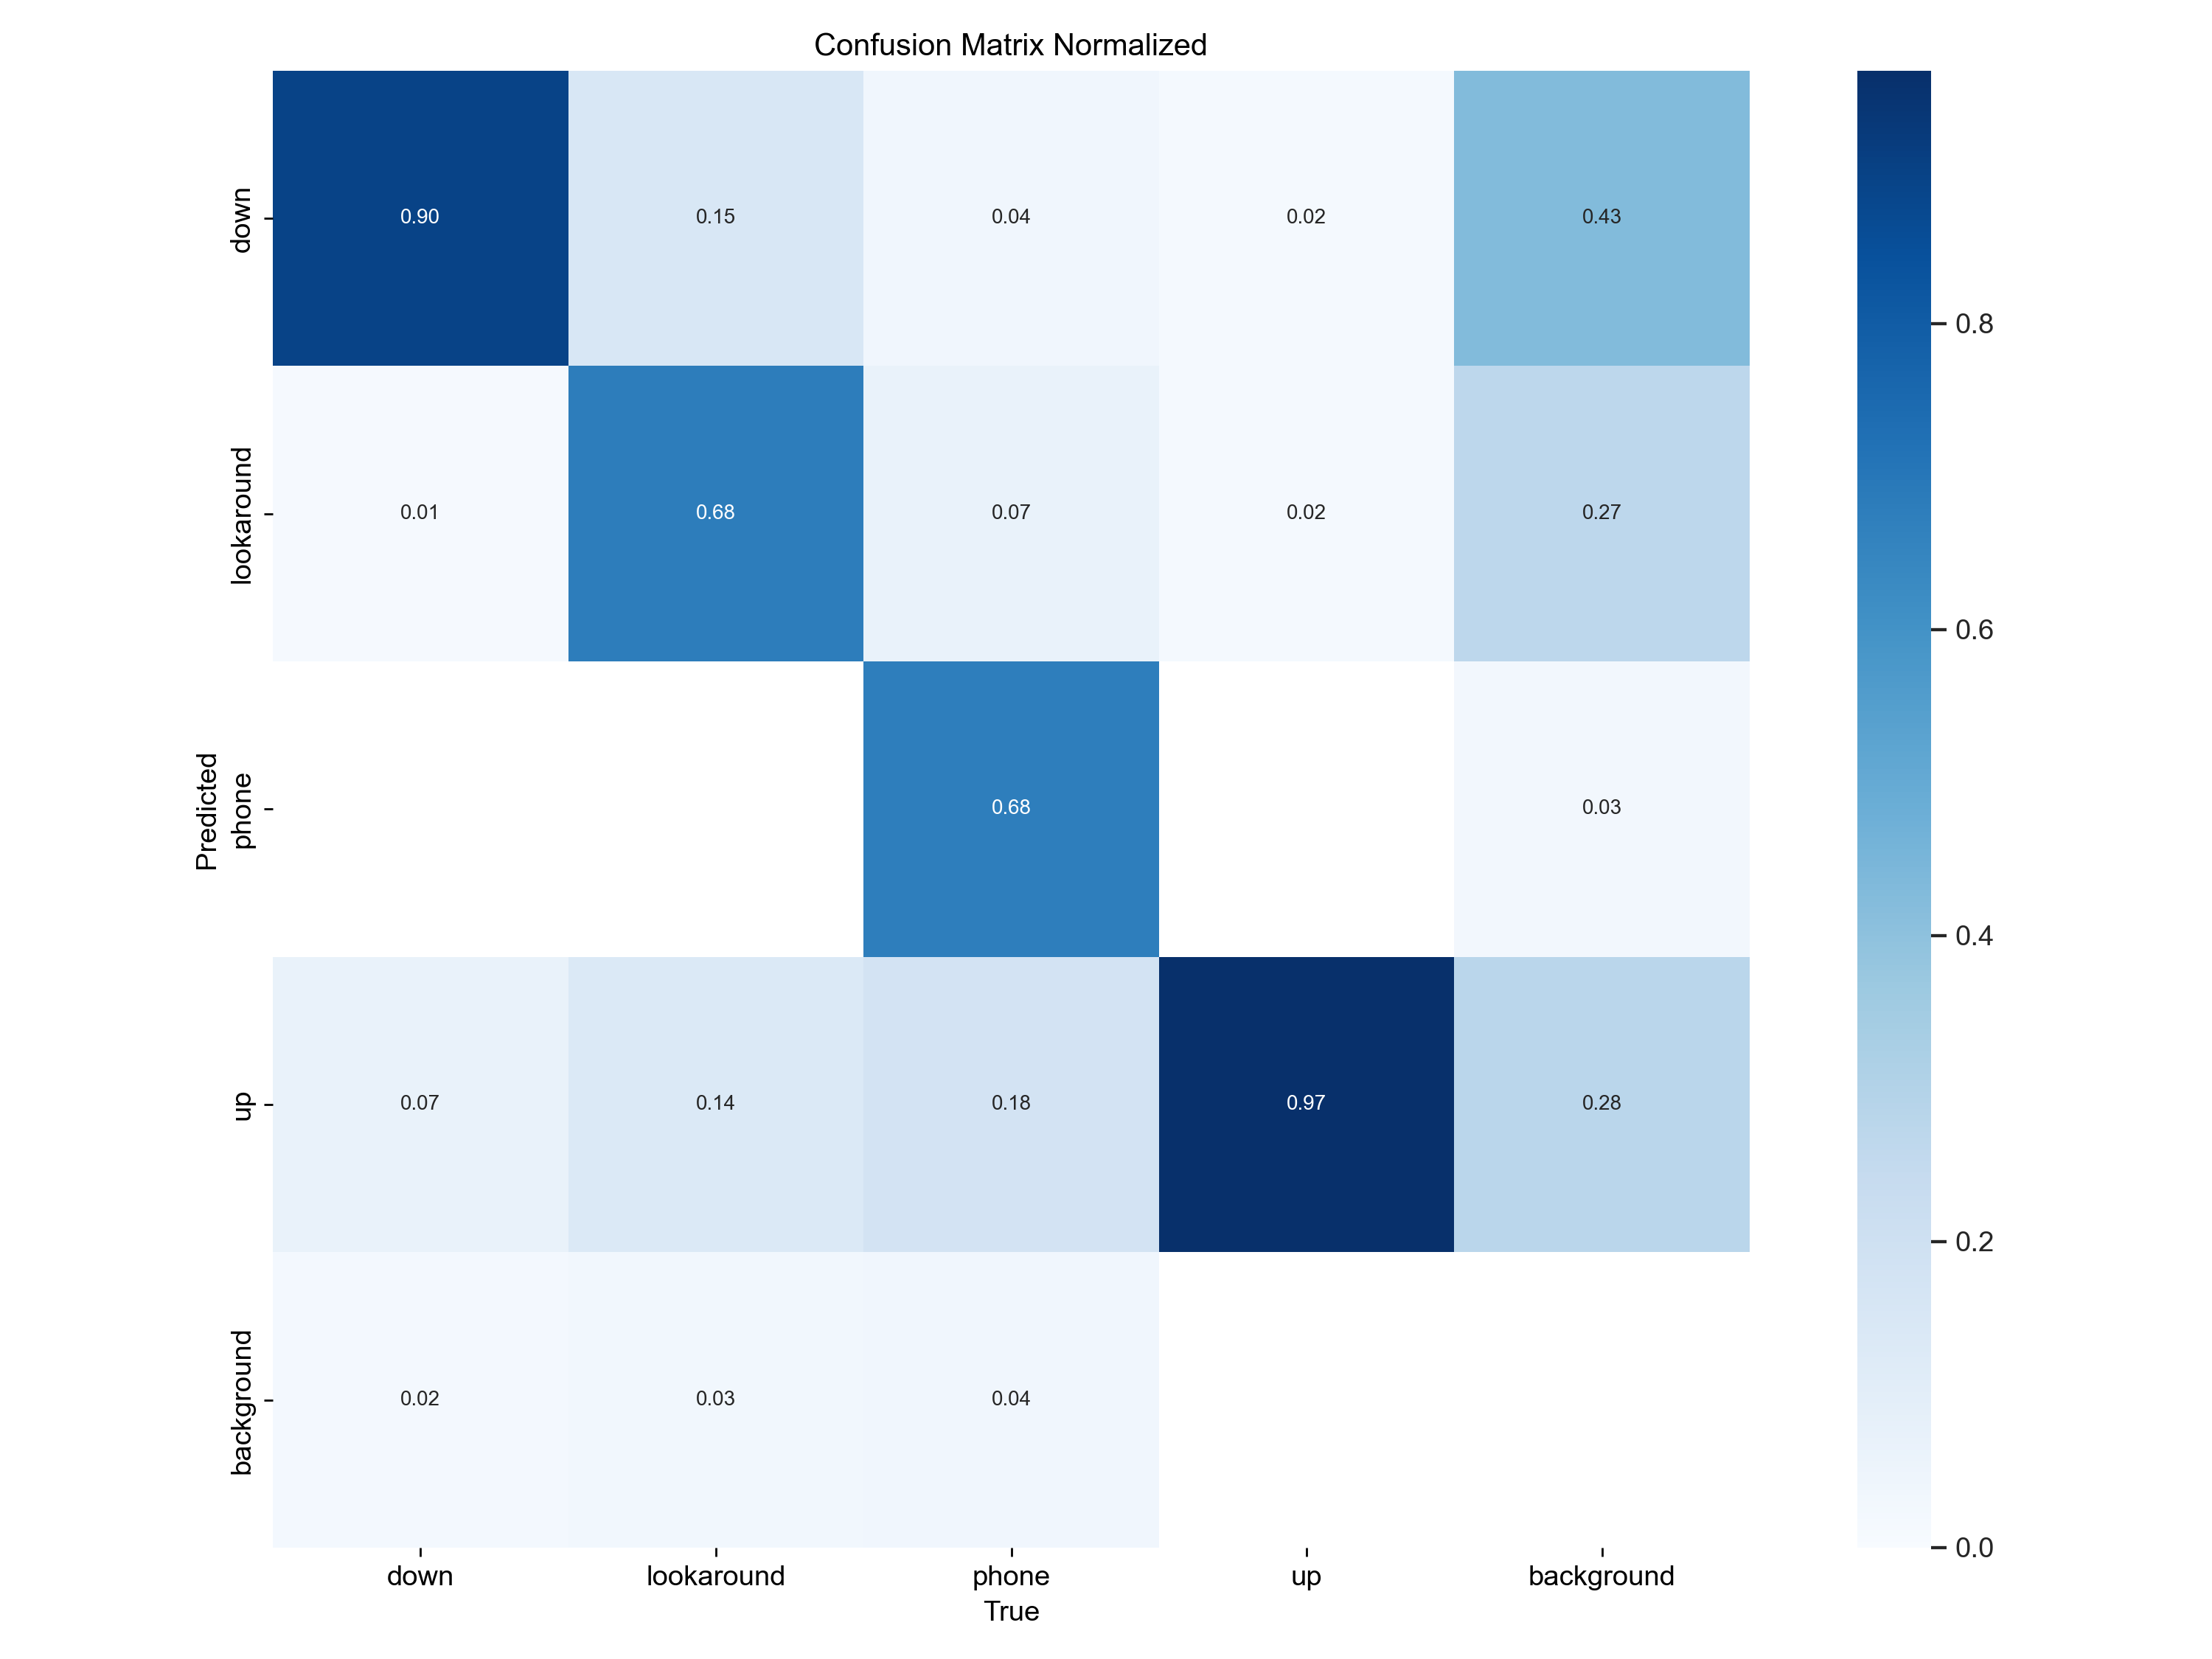 Confusion Matrix Normalized
down 0.90 0.15 0.04 0.02 0.43
lookaround 0.01 0.68 0.07 0.02 0.27
Predicted
phone 0.68 0.03
up 0.07 0.14 0.18 0.97 0.28
background 0.02 0.03 0.04
down lookaround phone up background
True
0.8
0.6
0.4
0.2
0.0